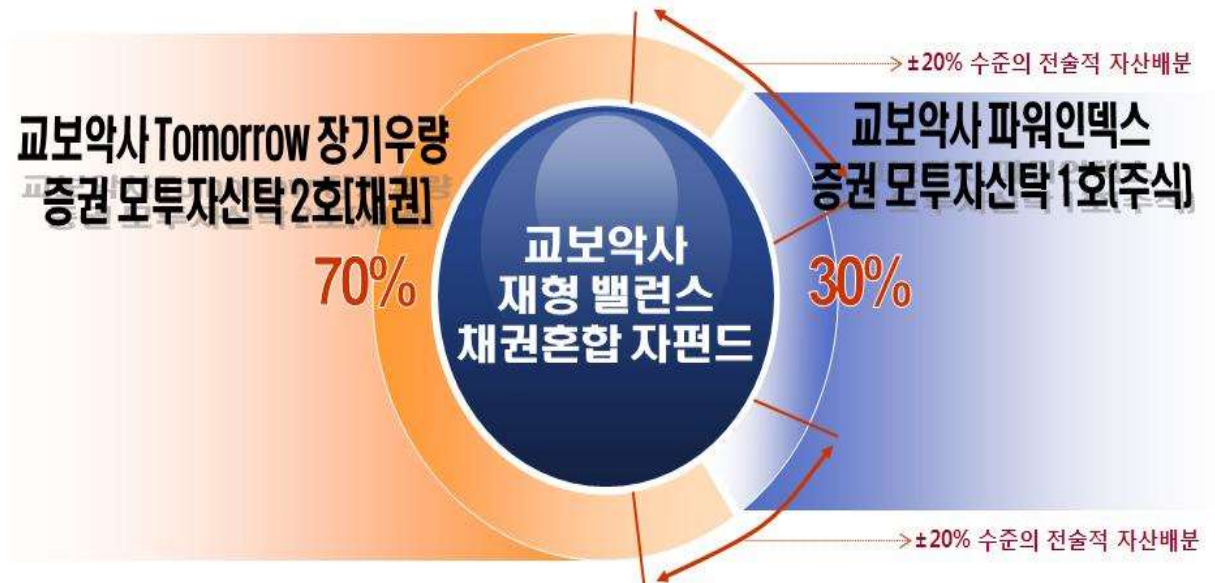 ±20% 수준의 전술적 자산배분
교보악사 Tomorrow 장기우량
증권 모투자신탁 2호[채권]
70%
교보악사
재형 밸런스
채권혼합 자펀드
교보악사 파워인덱스
증권 모투자신탁 1호(주식)
30%
±20% 수준의 전술적 자산배분